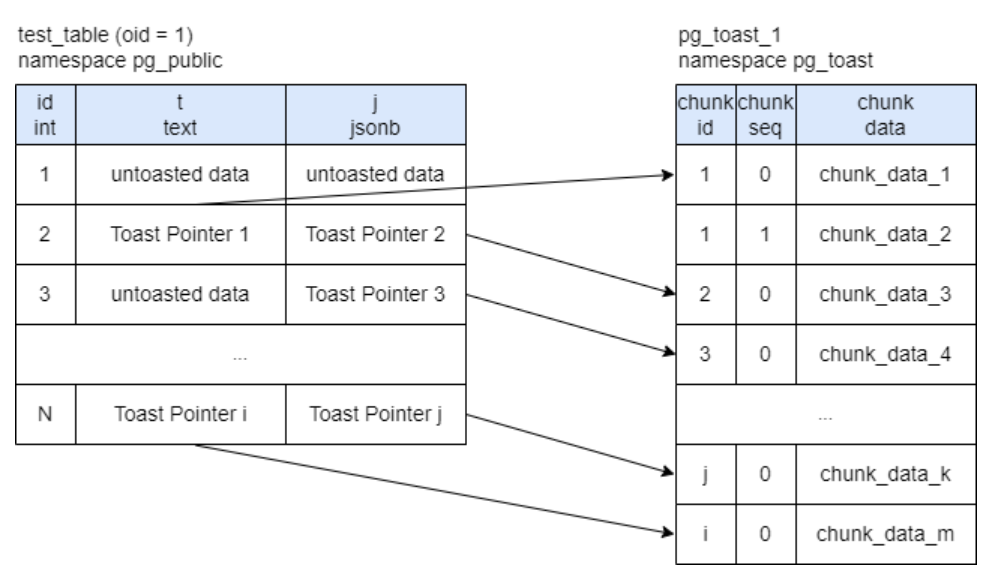 test_table (oid = 1)
namespace pg_public
id int
t text
j jsonb
1 untoasted data untoasted data
2 Toast Pointer 1 Toast Pointer 2
3 untoasted data Toast Pointer 3
...
N Toast Pointer i Toast Pointer j
pg_toast_1
namespace pg_toast
chunk id
chunk seq
chunk data
1 0 chunk_data_1
1 1 chunk_data_2
2 0 chunk_data_3
3 0 chunk_data_4
...
j 0 chunk_data_k
i 0 chunk_data_m